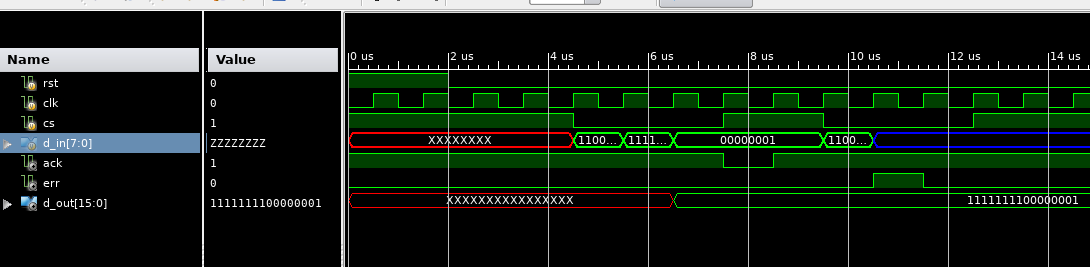 Name Value 0 us 2 us 4 us 6 us 8 us 10 us 12 us 14 us
rst 0
clk 0
cs 1
d_in[7:0] ZZZZZZZZ XXXXXXXX 1100... 1111... 00000001 1100...
ack 1
err 0
d_out[15:0] 1111111100000001 XXXXXXXXXXXXXXXX 1111111100000001